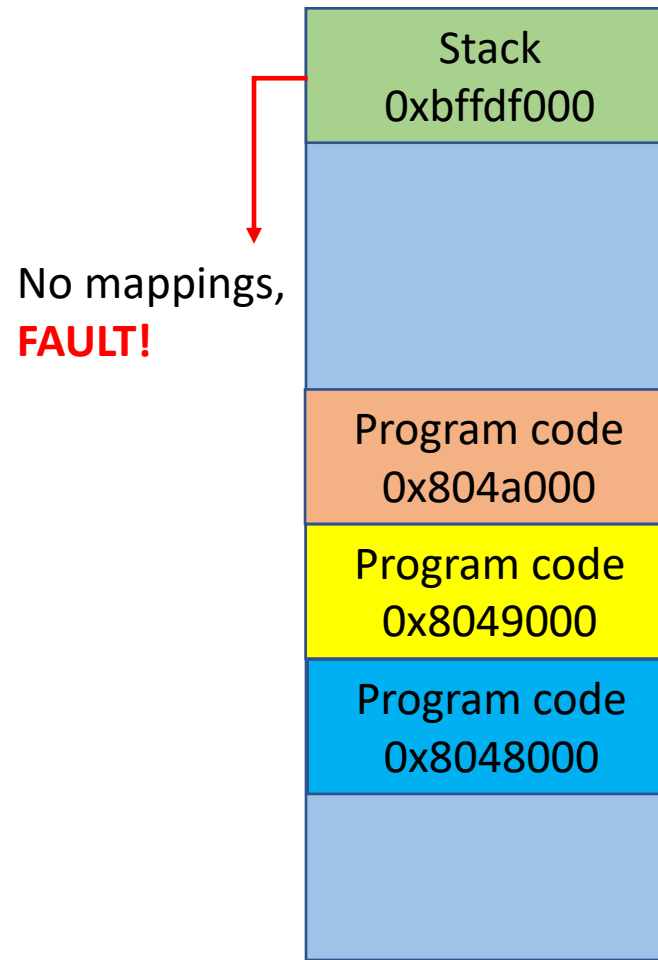 Stack
0xbffdf000
No mappings,
FAULT!
Program code
0x804a000
Program code
0x8049000
Program code
0x8048000